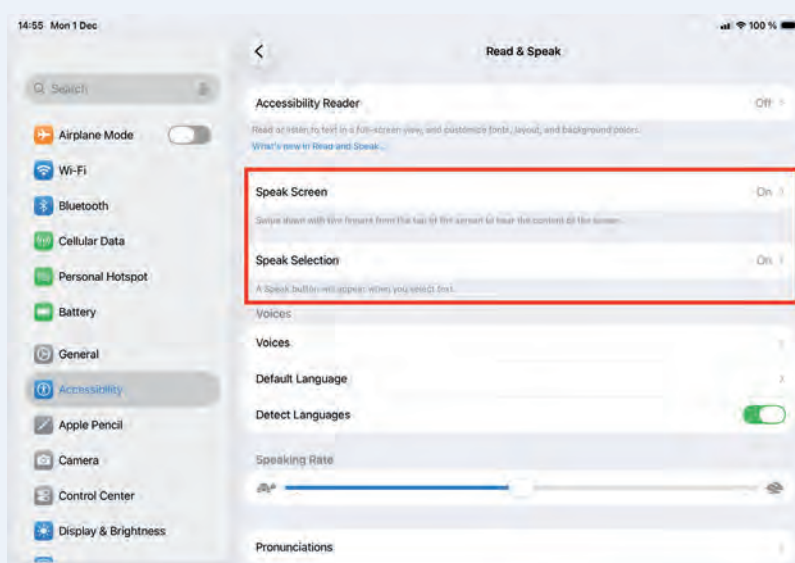 14:55 Mon 1 Dec
100 %
Read & Speak
Search
Airplane Mode
Wi-Fi
Bluetooth
Cellular Data
Personal Hotspot
Battery
General
Accessibility
Apple Pencil
Camera
Control Center
Display & Brightness
Accessibility Reader Off
Read or listen to text in a full-screen view, and customize fonts, layout, and background colors.
What's new in Read and Speak...
Speak Screen On
Swipe down with two fingers from the top of the screen to hear the content of the screen.
Speak Selection On
A Speak button will appear when you select text.
Voices
Voices
Default Language
Detect Languages
Speaking Rate
Pronunciations